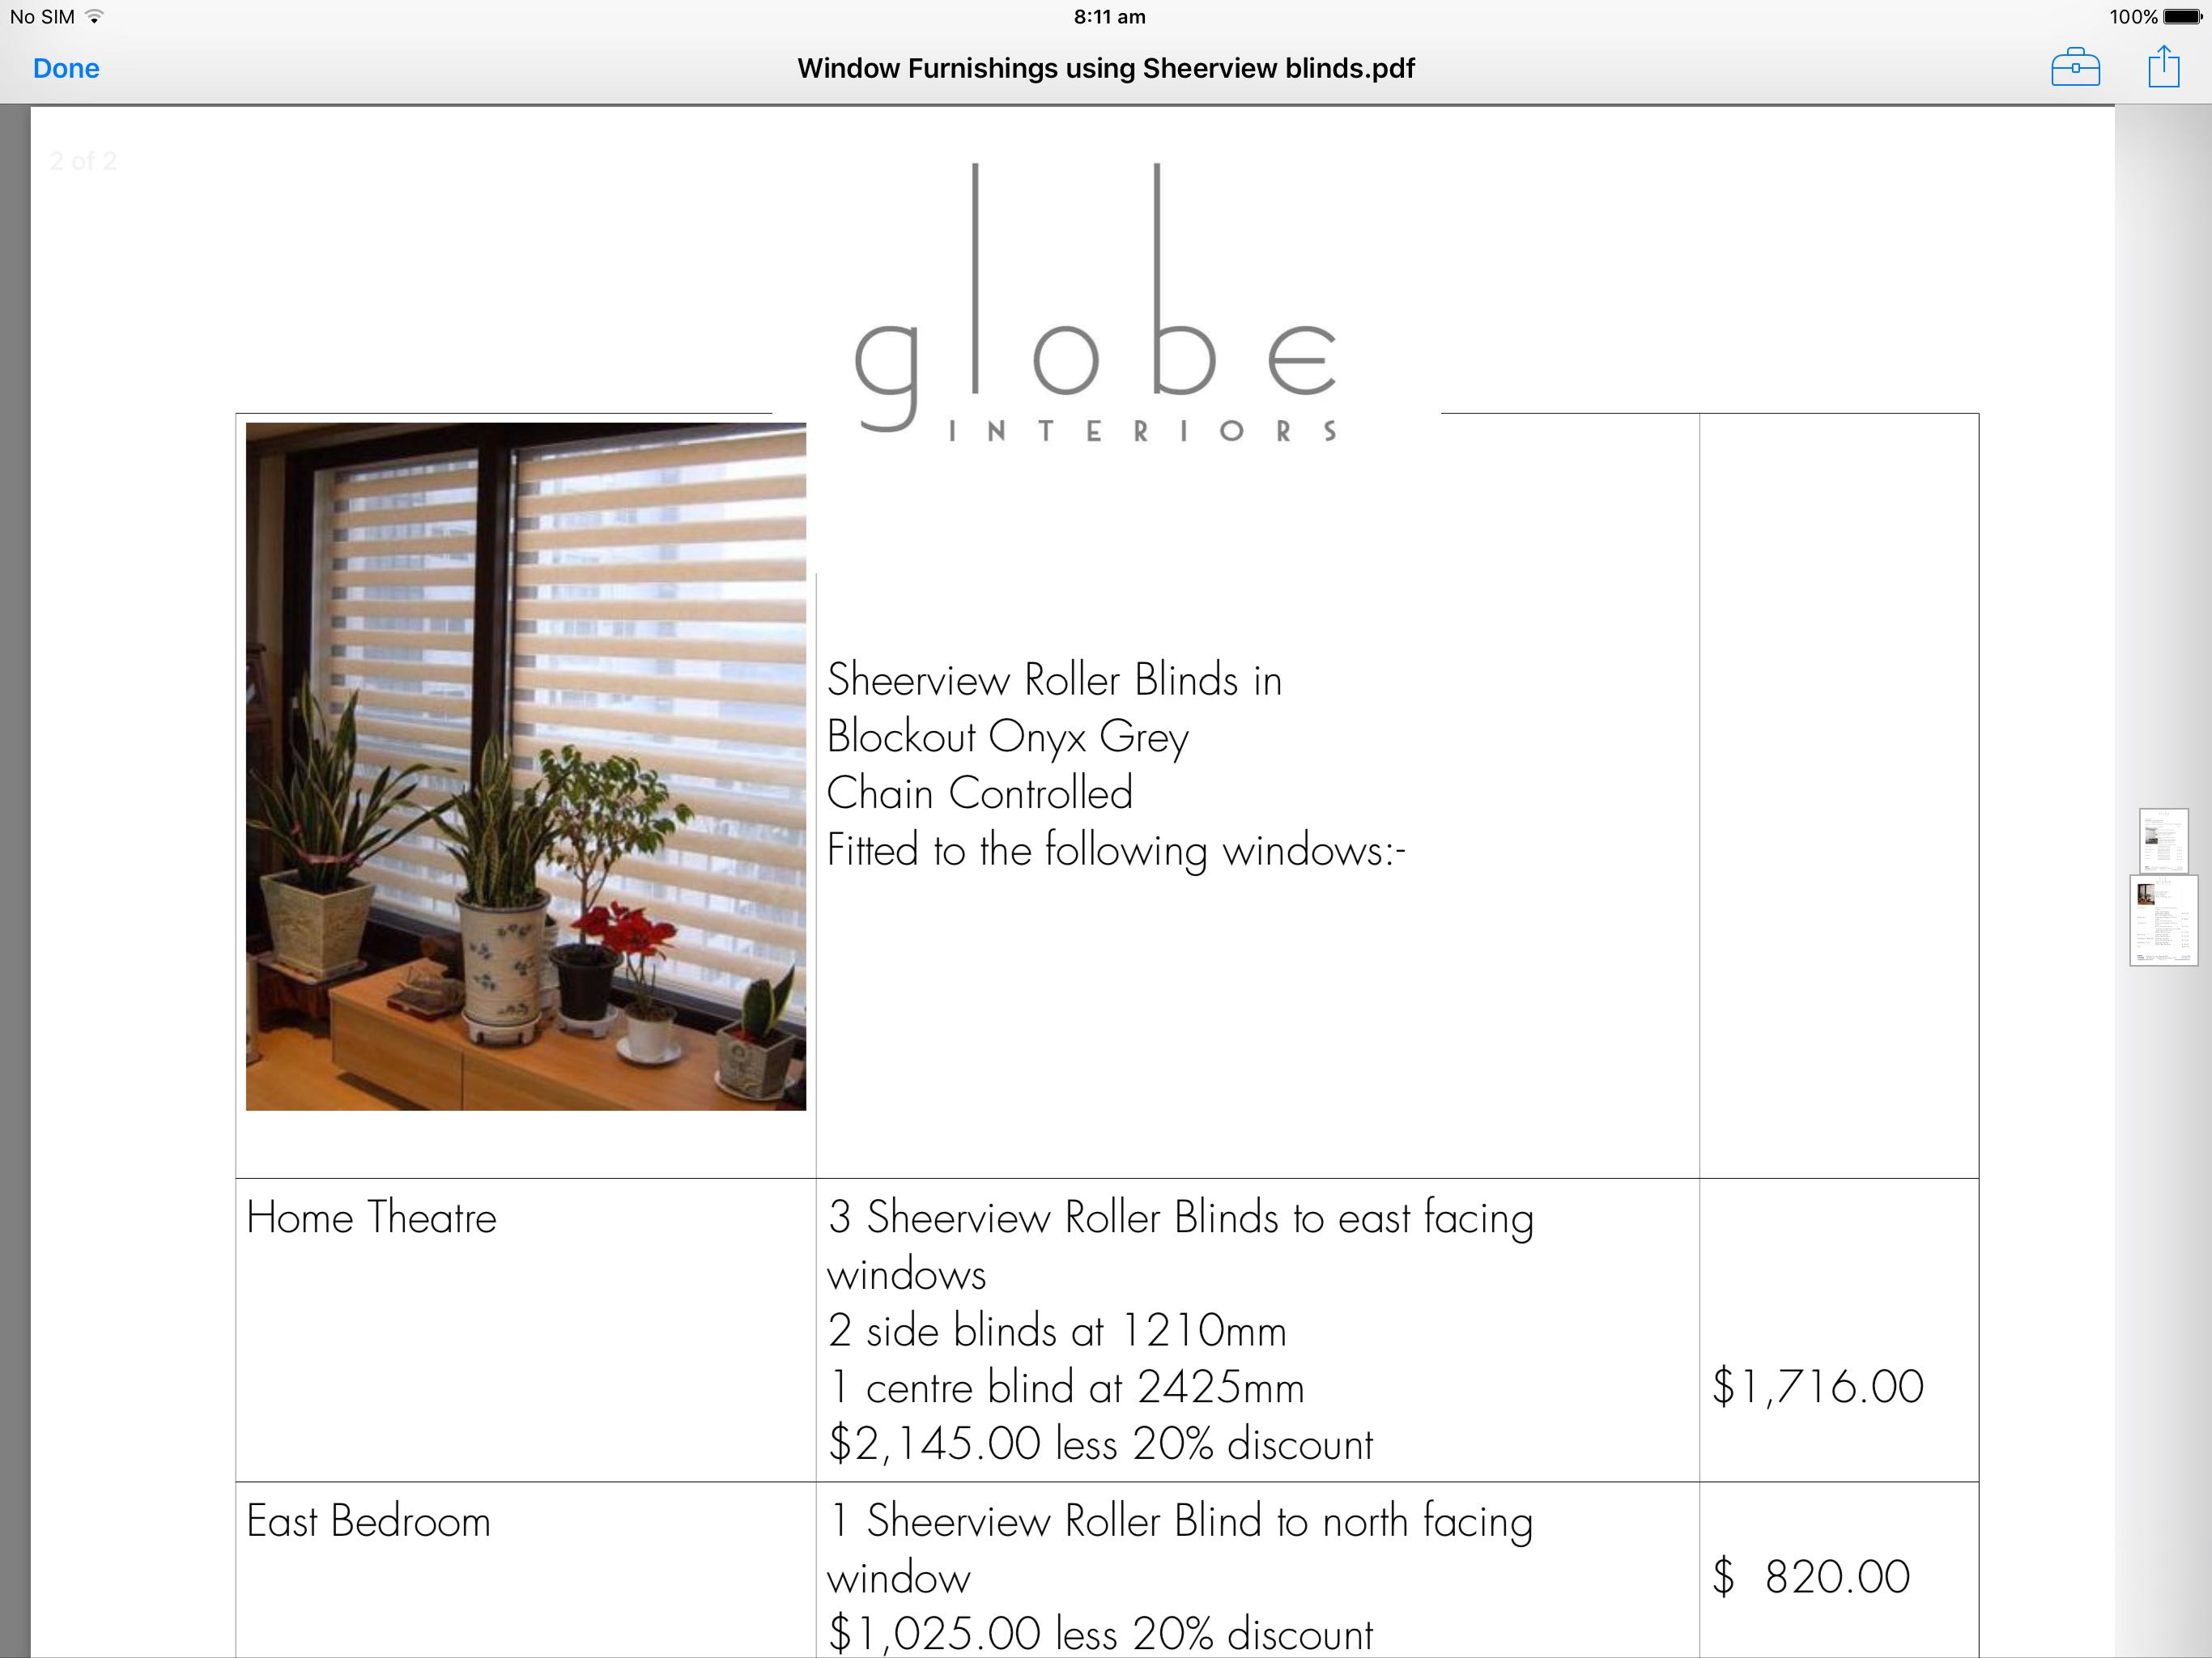 No SIM 8:11 am 100%
Done Window Furnishings using Sheerview blinds.pdf
2 of 2
globe
INTERIORS
Sheerview Roller Blinds in
Blockout Onyx Grey
Chain Controlled
Fitted to the following windows:-
Home Theatre
3 Sheerview Roller Blinds to east facing
windows
2 side blinds at 1210mm
1 centre blind at 2425mm
$2,145.00 less 20% discount
$1,716.00
East Bedroom
1 Sheerview Roller Blind to north facing
window
$1,025.00 less 20% discount
$ 820.00